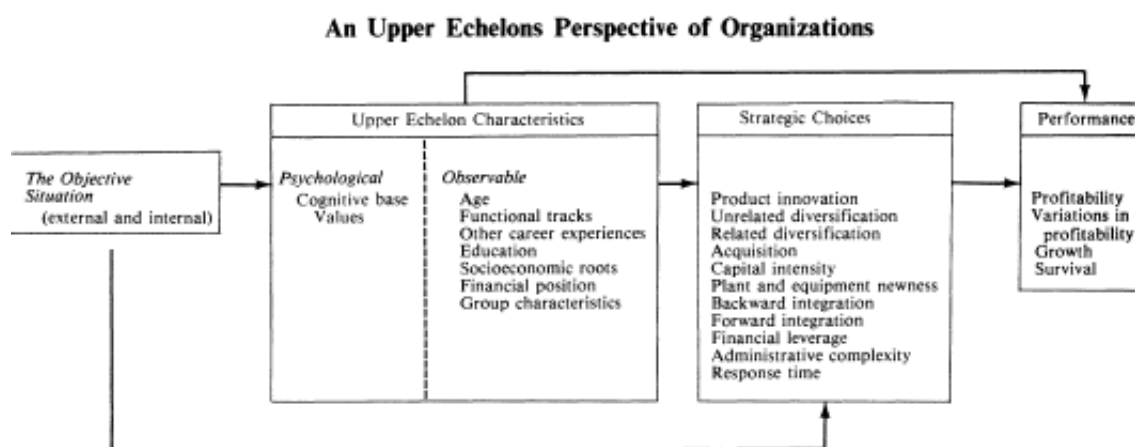 An Upper Echelons Perspective of Organizations
The Objective
Situation
(external and internal)
Upper Echelon Characteristics
Psychological
Cognitive base
Values
Observable
Age
Functional tracks
Other career experiences
Education
Socioeconomic roots
Financial position
Group characteristics
Strategic Choices
Product innovation
Unrelated diversification
Related diversification
Acquisition
Capital intensity
Plant and equipment newness
Backward integration
Forward integration
Financial leverage
Administrative complexity
Response time
Performance
Profitability
Variations in
profitability
Growth
Survival